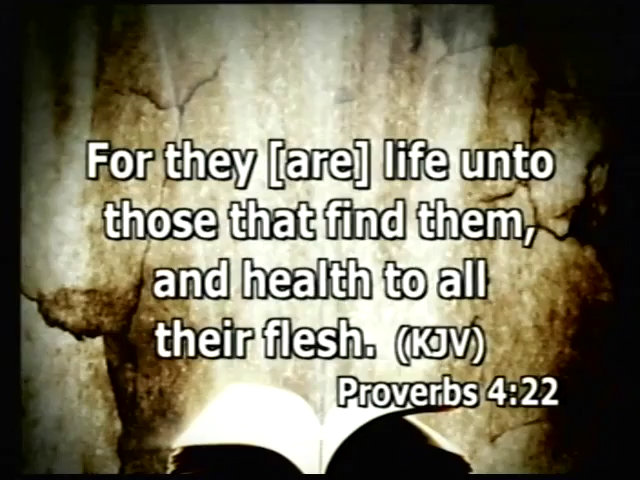 For they [are] life unto
those that find them,
and health to all
their flesh. (KJV)
Proverbs 4:22